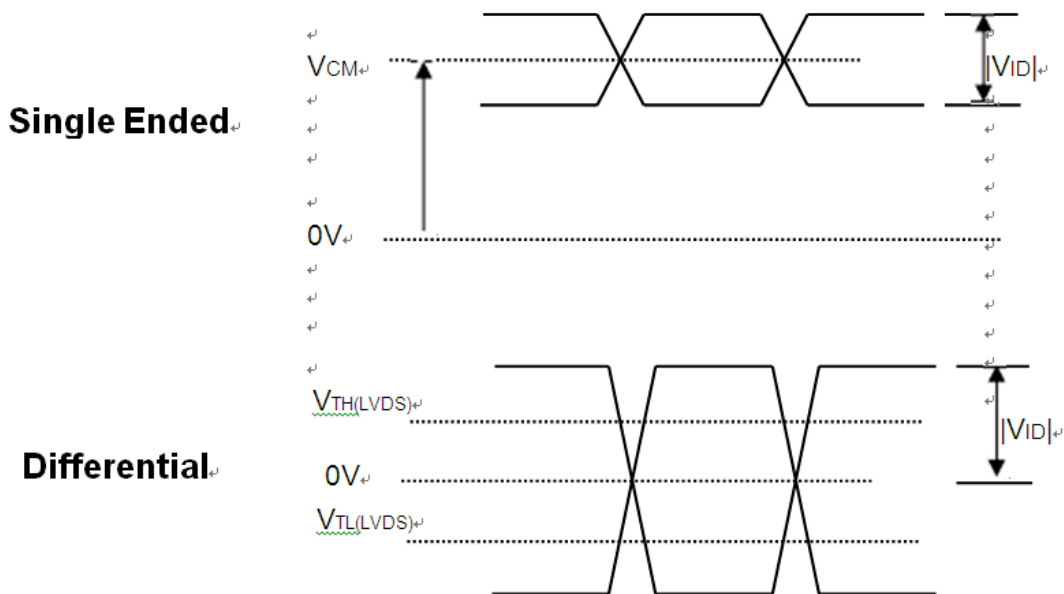 VCM
|VID|
Single Ended
0V
VTH(LVDS)
|VID|
Differential
0V
VTL(LVDS)